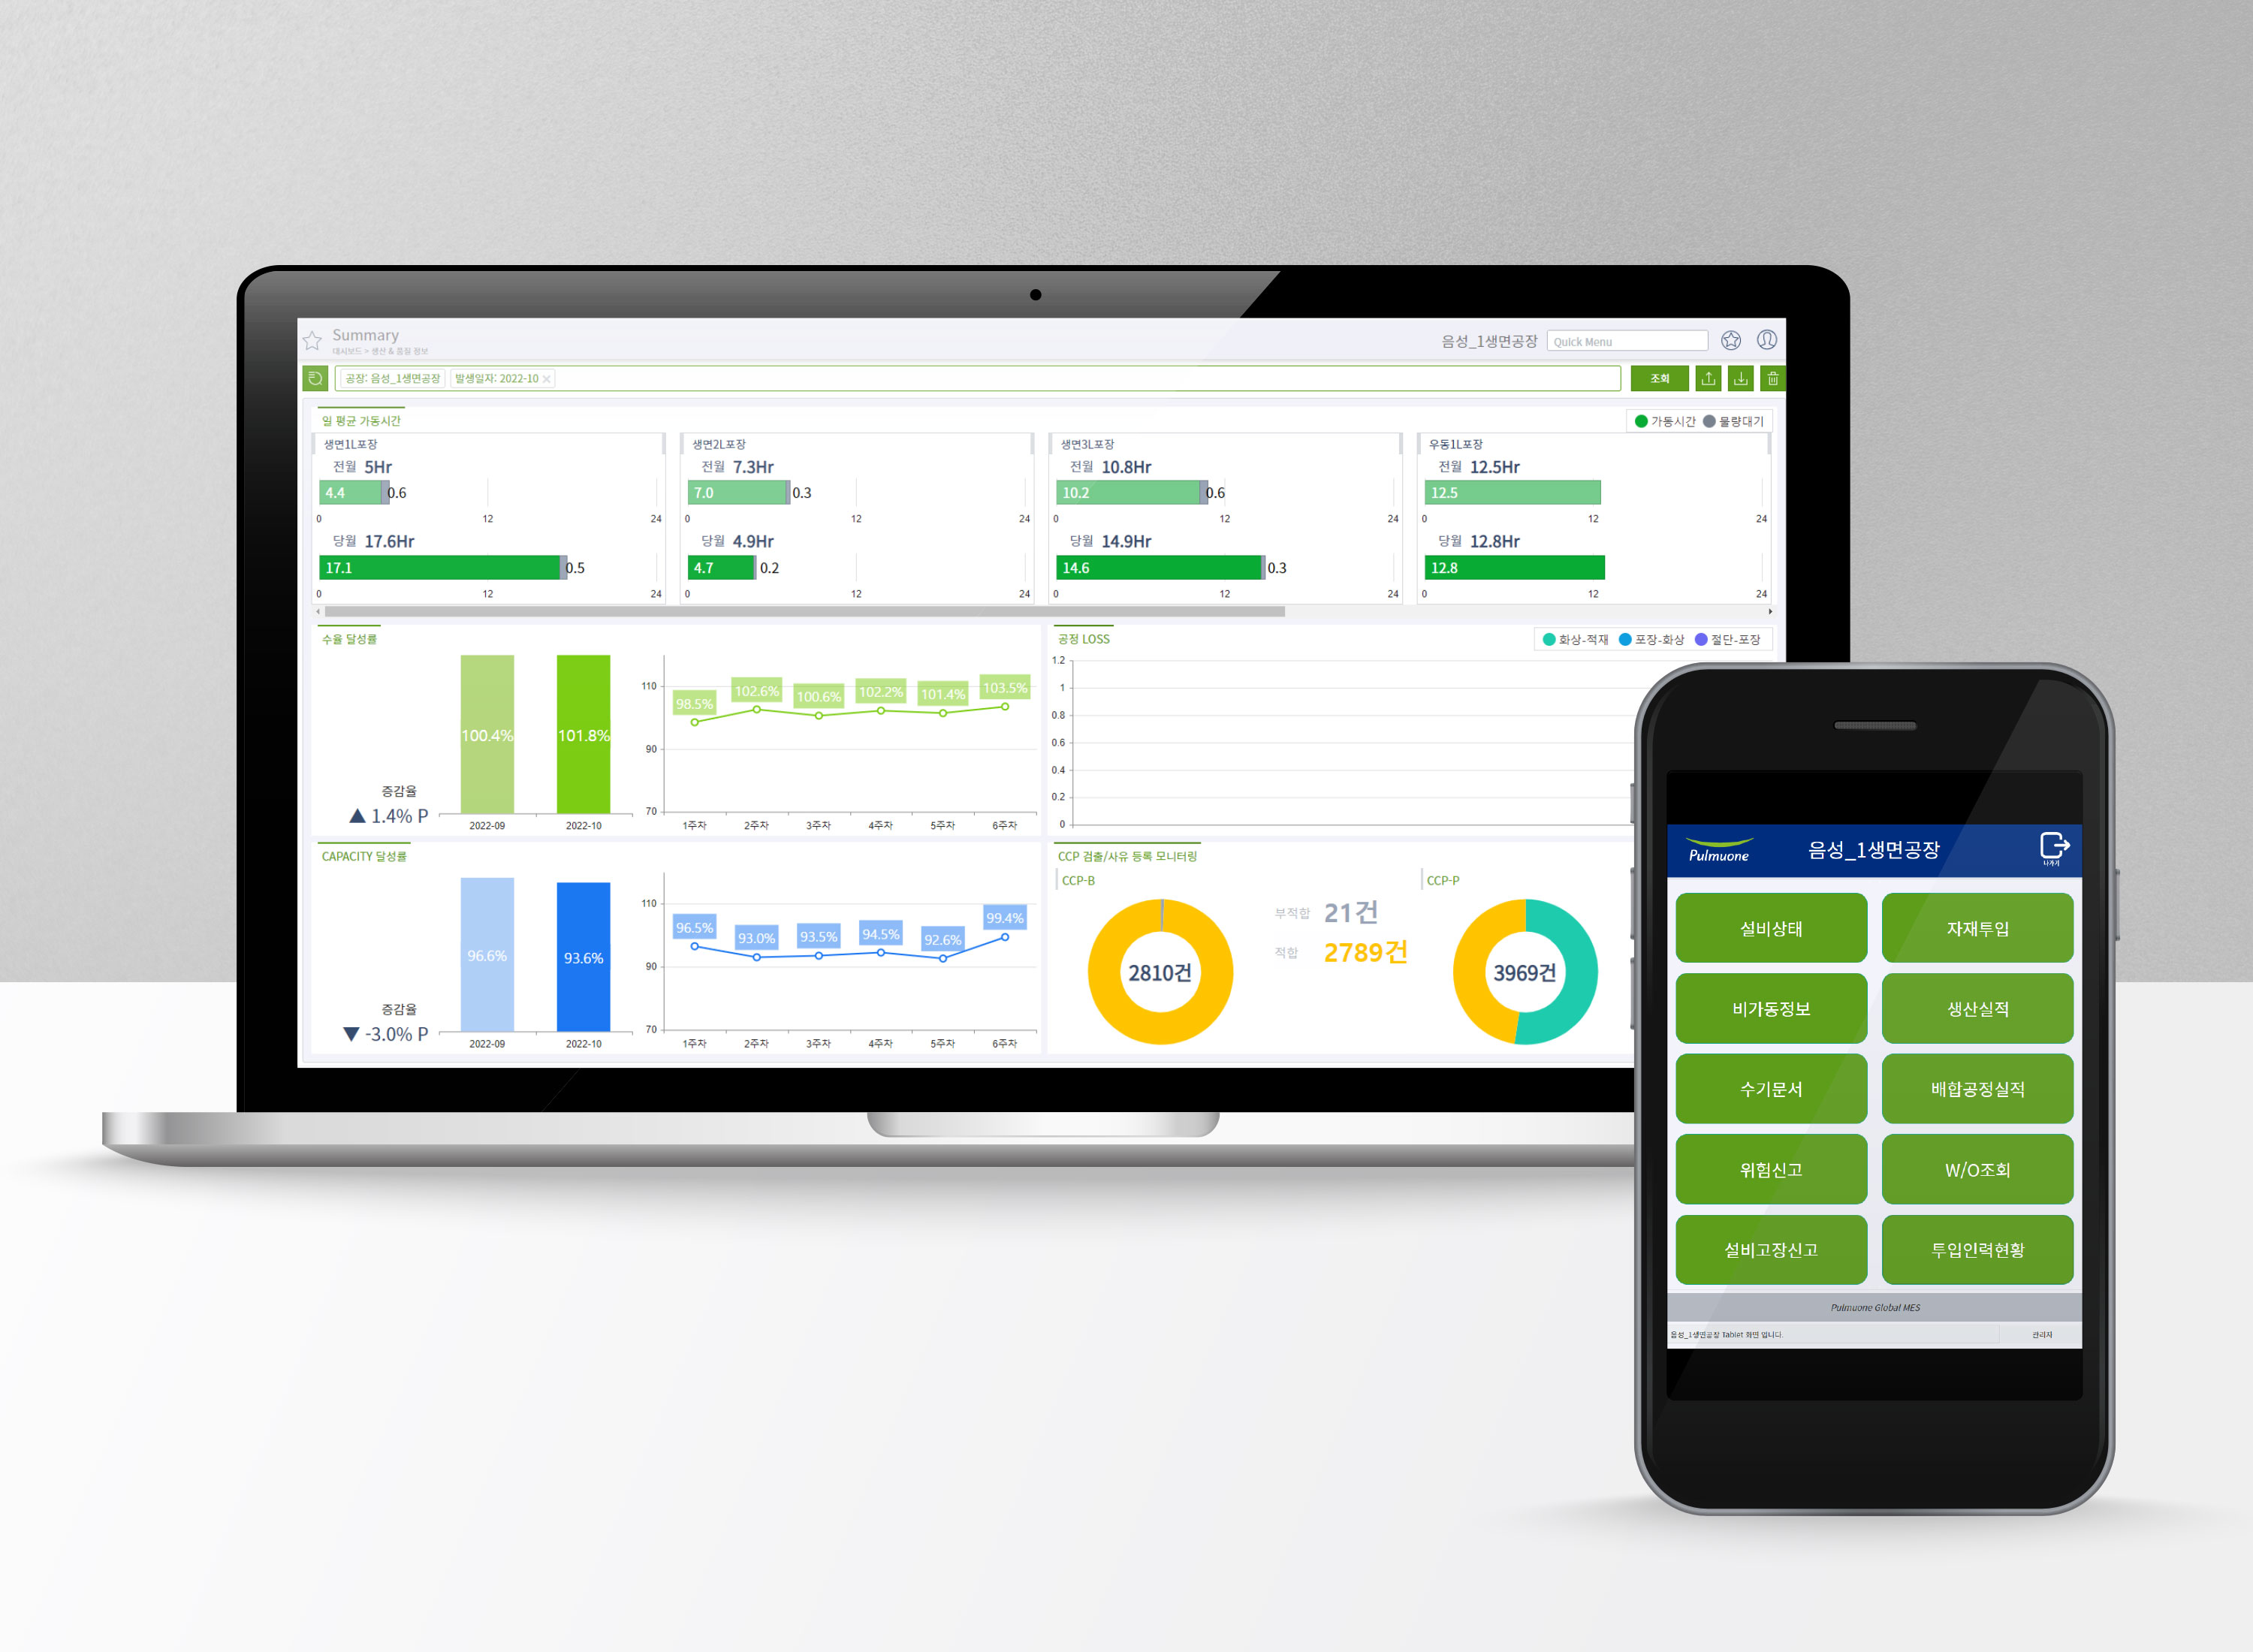 Summary
대시보드 > 생산 & 품질 정보
음성_1생면공장
Quick Menu
공장: 음성_1생면공장
발생일자: 2022-10 ×
조회
일 평균 가동시간
가동시간 물량대기
생면1L포장
전월 5Hr
4.4 0.6
0 12 24
당월 17.6Hr
17.1 0.5
0 12 24
생면2L포장
전월 7.3Hr
7.0 0.3
0 12 24
당월 4.9Hr
4.7 0.2
0 12 24
생면3L포장
전월 10.8Hr
10.2 0.6
0 12 24
당월 14.9Hr
14.6 0.3
0 12 24
우동1L포장
전월 12.5Hr
12.5
0 12 24
당월 12.8Hr
12.8
0 12 24
수율 달성률
100.4% 101.8%
증감율
▲ 1.4% P
2022-09 2022-10
110
90
70
98.5% 102.6% 100.6% 102.2% 101.4% 103.5%
1주차 2주차 3주차 4주차 5주차 6주차
공정 LOSS
화상-적재 포장-화상 절단-포장
1.2
1
0.8
0.6
0.4
0.2
0
CAPACITY 달성률
96.6% 93.6%
증감율
▼ -3.0% P
2022-09 2022-10
110
90
70
96.5% 93.0% 93.5% 94.5% 92.6% 99.4%
1주차 2주차 3주차 4주차 5주차 6주차
CCP 검출/사유 등록 모니터링
CCP-B
2810건
부적합 21건
적합 2789건
CCP-P
3969건
Pulmuone
음성_1생면공장
나가기
설비상태 자재투입
비가동정보 생산실적
수기문서 배합공정실적
위험신고 W/O조회
설비고장신고 투입인력현황
Pulmuone Global MES
음성_1생면공장 Tablet 화면 입니다.
관리자